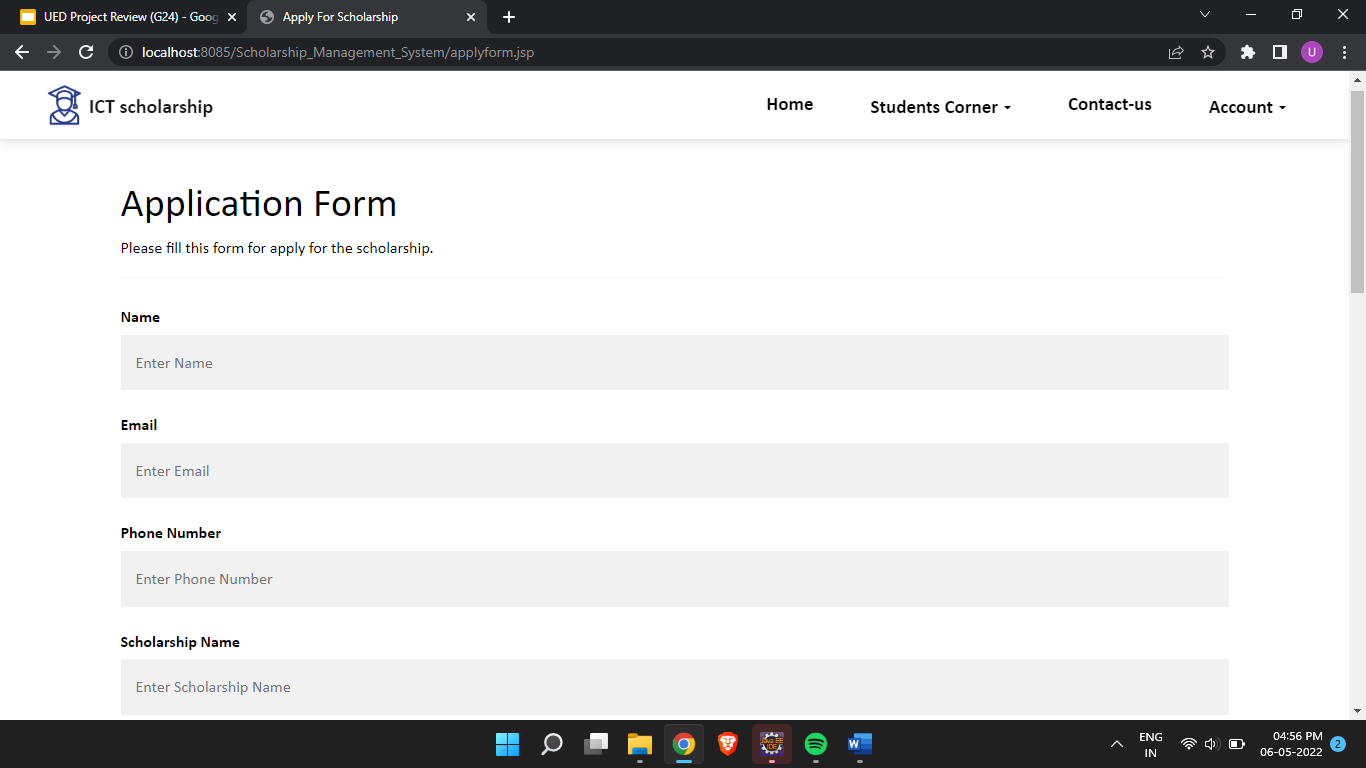 UED Project Review (G24) - Goog
Apply For Scholarship
localhost:8085/Scholarship_Management_System/applyform.jsp
U
ICT scholarship
Home
Students Corner
Contact-us
Account
Application Form
Please fill this form for apply for the scholarship.
Name
Enter Name
Email
Enter Email
Phone Number
Enter Phone Number
Scholarship Name
Enter Scholarship Name
ENG
IN
04:56 PM
06-05-2022
2